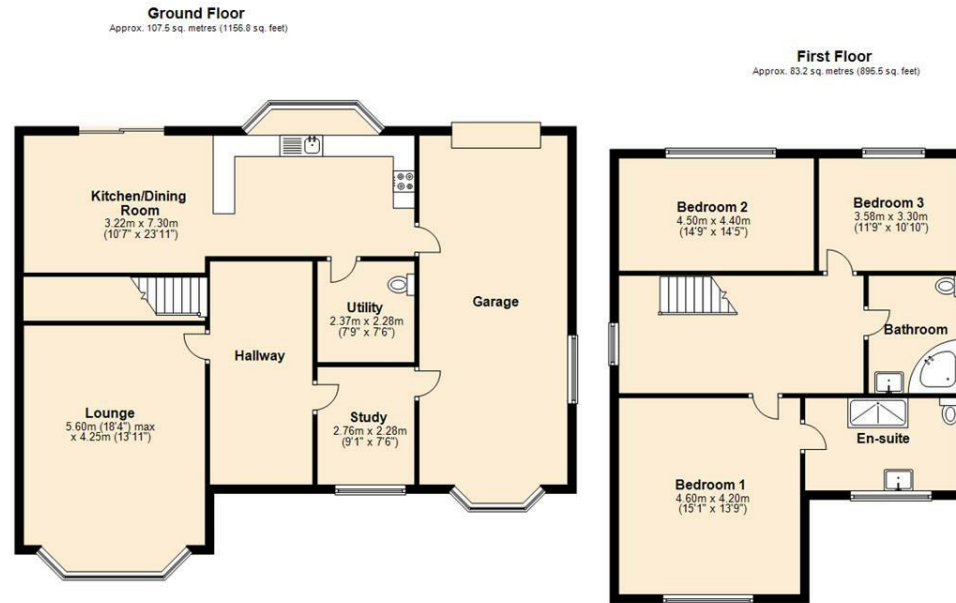 Ground Floor
Approx. 107.5 sq. metres (1156.8 sq. feet)
Kitchen/Dining
Room
3.22m x 7.30m
(10'7" x 23'11")
Utility
2.37m x 2.28m
(7'9" x 7'6")
Garage
Hallway
Lounge
5.60m (18'4") max
x 4.25m (13'11")
Study
2.76m x 2.28m
(9'1" x 7'6")
First Floor
Approx. 83.2 sq. metres (895.5 sq. feet)
Bedroom 2
4.50m x 4.40m
(14'9" x 14'5")
Bedroom 3
3.58m x 3.30m
(11'9" x 10'10")
Bathroom
En-suite
Bedroom 1
4.60m x 4.20m
(15'1" x 13'9")